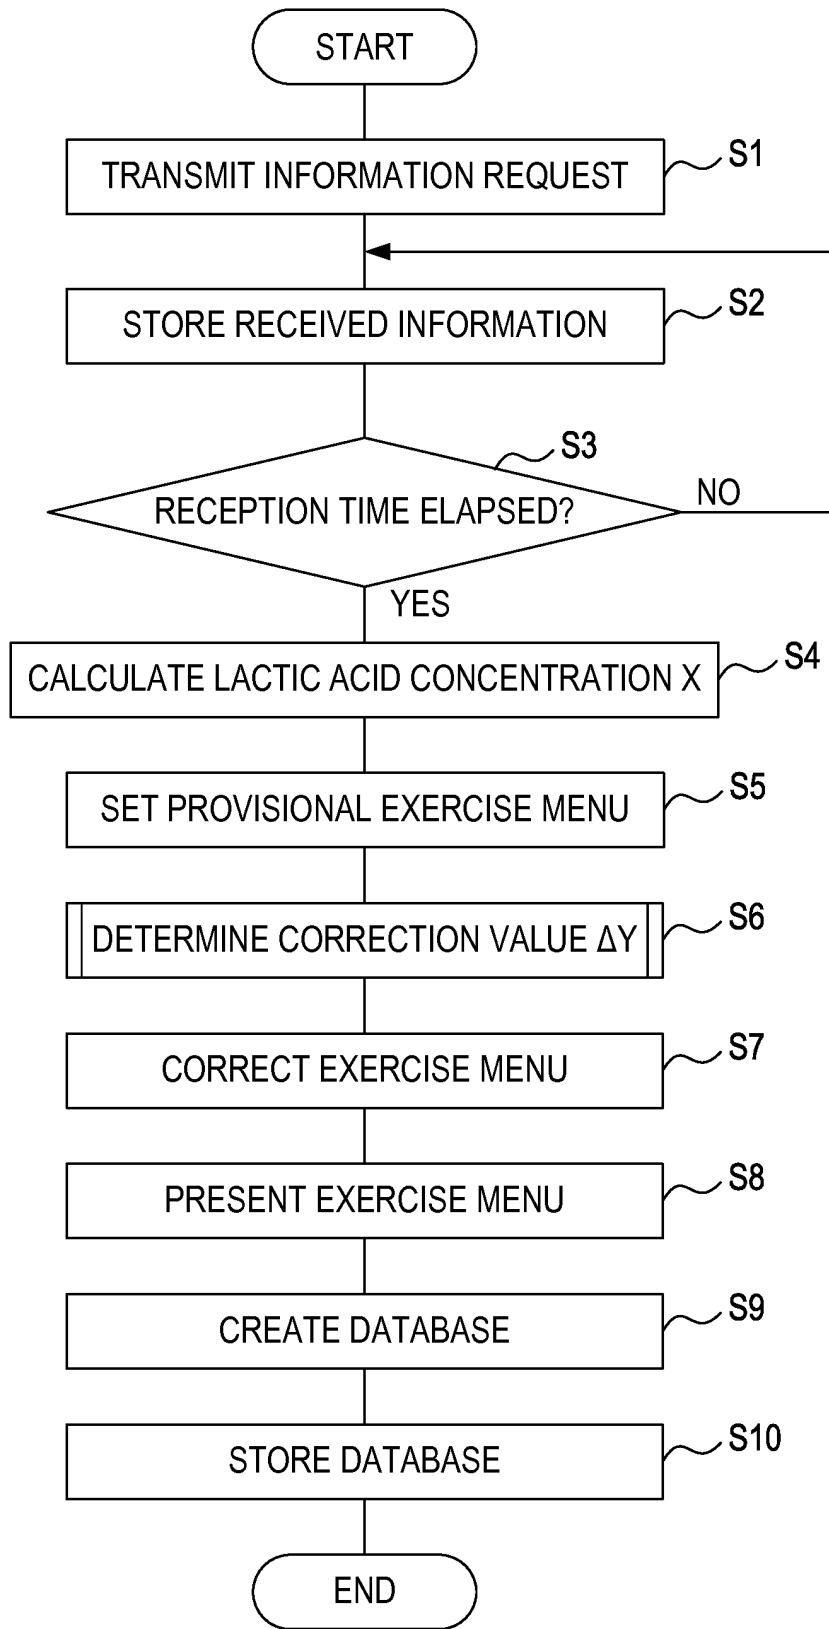 START
TRANSMIT INFORMATION REQUEST
S1
STORE RECEIVED INFORMATION
S2
S3
RECEPTION TIME ELAPSED?
NO
YES
CALCULATE LACTIC ACID CONCENTRATION X
S4
SET PROVISIONAL EXERCISE MENU
S5
DETERMINE CORRECTION VALUE ΔY
S6
CORRECT EXERCISE MENU
S7
PRESENT EXERCISE MENU
S8
CREATE DATABASE
S9
STORE DATABASE
S10
END